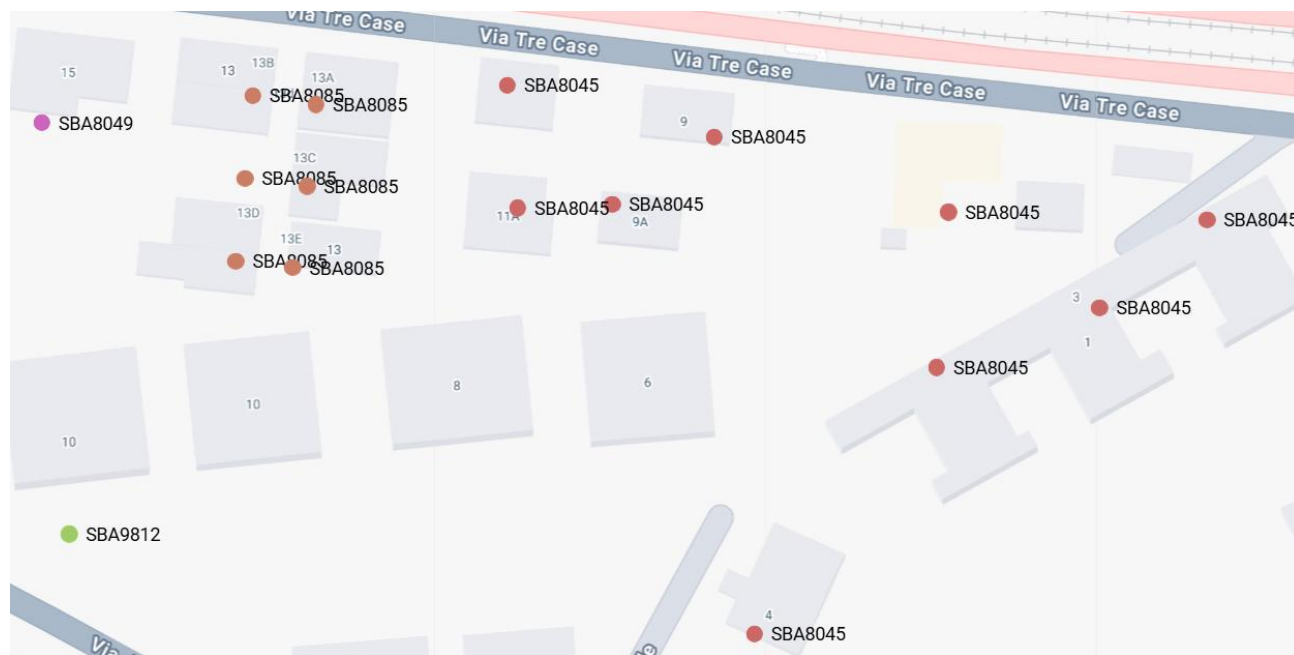 Via Tre Case
Via Tre Case
Via Tre Case
Via Tre Case
Via Tre Case
15
13
13B
13A
SBA8085
SBA8085
SBA8045
9
SBA8045
SBA8049
13C
SBA8085
SBA8085
11A
SBA8045
SBA8045
9A
SBA8045
SBA8045
13D
13E
13
SBA8085
SBA8085
3
SBA8045
1
SBA8045
10
10
8
6
SBA9812
4
SBA8045